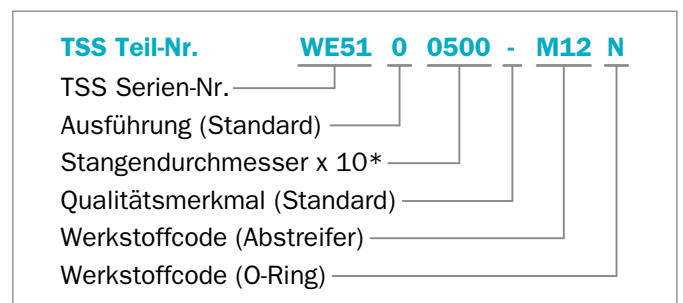 TSS Teil-Nr. WE51 0 0500 - M12 N
TSS Serien-Nr.
Ausführung (Standard)
Stangendurchmesser x 10*
Qualitätsmerkmal (Standard)
Werkstoffcode (Abstreifer)
Werkstoffcode (O-Ring)